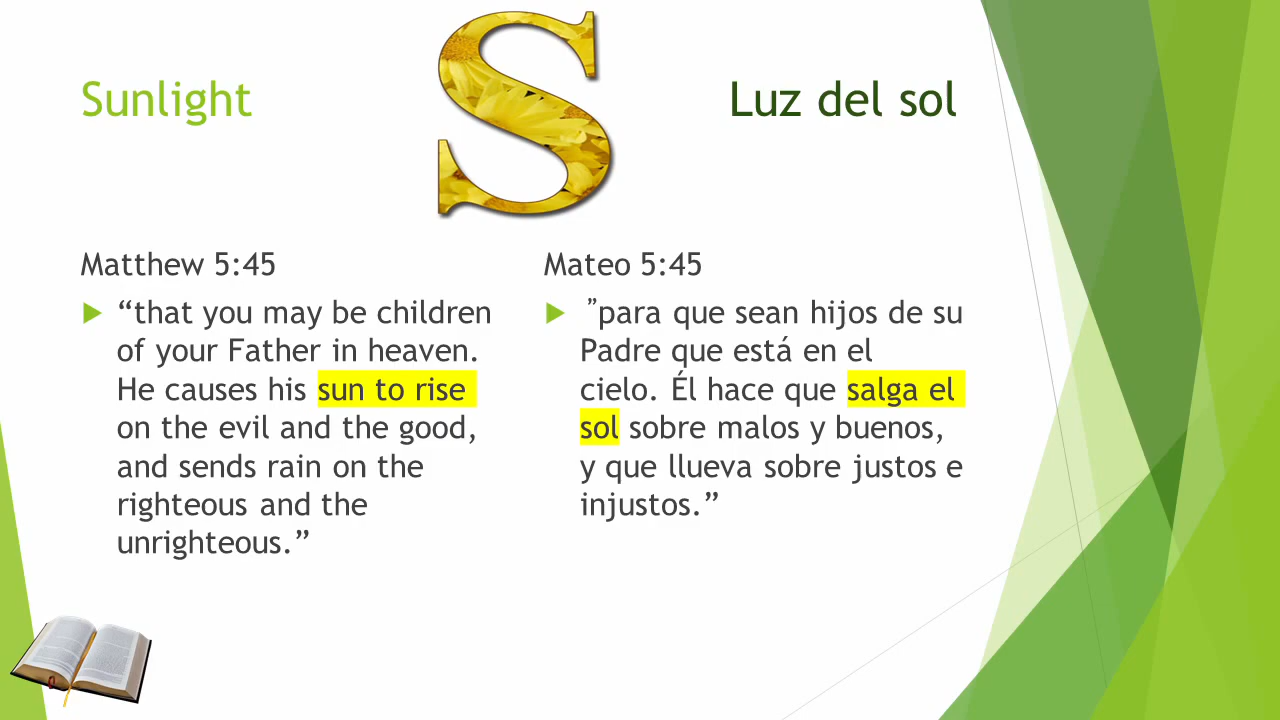 Sunlight
S
Luz del sol
Matthew 5:45
“that you may be children
of your Father in heaven.
He causes his sun to rise
on the evil and the good,
and sends rain on the
righteous and the
unrighteous.”
Mateo 5:45
”para que sean hijos de su
Padre que está en el
cielo. Él hace que salga el
sol sobre malos y buenos,
y que llueva sobre justos e
injustos.”